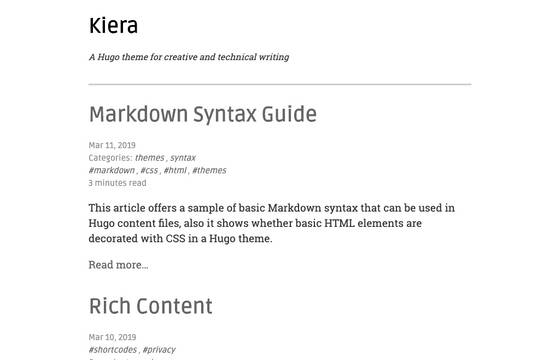 Kiera
A Hugo theme for creative and technical writing
Markdown Syntax Guide
Mar 11, 2019
Categories: themes , syntax
#markdown , #css , #html , #themes
3 minutes read
This article offers a sample of basic Markdown syntax that can be used in
Hugo content files, also it shows whether basic HTML elements are
decorated with CSS in a Hugo theme.
Read more...
Rich Content
Mar 10, 2019
#shortcodes , #privacy